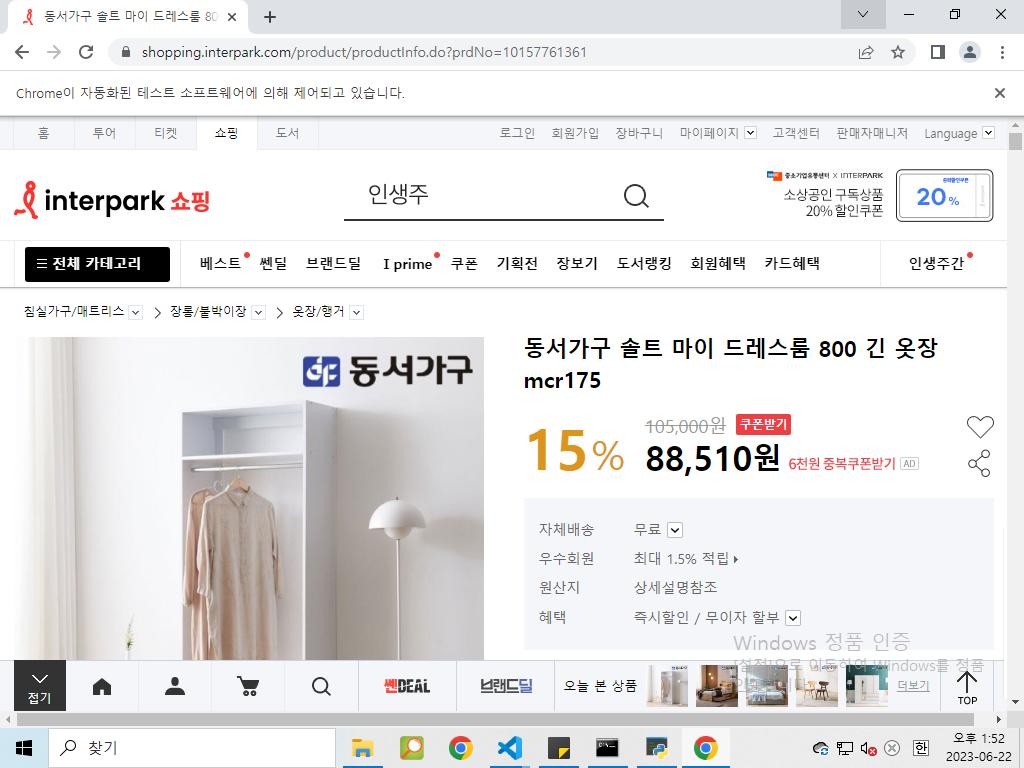 동서가구 솔트 마이 드레스룸 80
shopping.interpark.com/product/productInfo.do?prdNo=10157761361
Chrome이 자동화된 테스트 소프트웨어에 의해 제어되고 있습니다.
홈 투어 티켓 쇼핑 도서 로그인 회원가입 장바구니 마이페이지 고객센터 판매자매니저 Language
interpark 쇼핑
인생주
중소기업유통센터 X INTERPARK
소상공인 구독상품
20% 할인쿠폰
20%
전체 카테고리 베스트 쎈딜 브랜드딜 I prime 쿠폰 기획전 장보기 도서랭킹 회원혜택 카드혜택 인생주간
침실가구/매트리스 장롱/붙박이장 옷장/행거
동서가구
동서가구 솔트 마이 드레스룸 800 긴 옷장
mcr175
15%
105,000원 쿠폰받기
88,510원 6천원 중복쿠폰받기 AD
자체배송 무료
우수회원 최대 1.5% 적립
원산지 상세설명참조
혜택 즉시할인 / 무이자 할부
Windows 정품 인증
[설정]으로 이동하여 Windows를 정품
접기
쎈DEAL
브랜드딜
오늘 본 상품
더보기
TOP
찾기
한
오후 1:52
2023-06-22